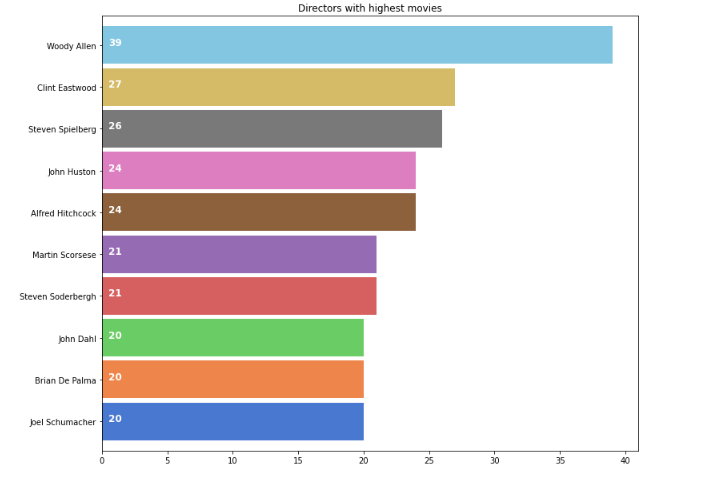 Directors with highest movies
Woody Allen 39
Clint Eastwood 27
Steven Spielberg 26
John Huston 24
Alfred Hitchcock 24
Martin Scorsese 21
Steven Soderbergh 21
John Dahl 20
Brian De Palma 20
Joel Schumacher 20
0 5 10 15 20 25 30 35 40